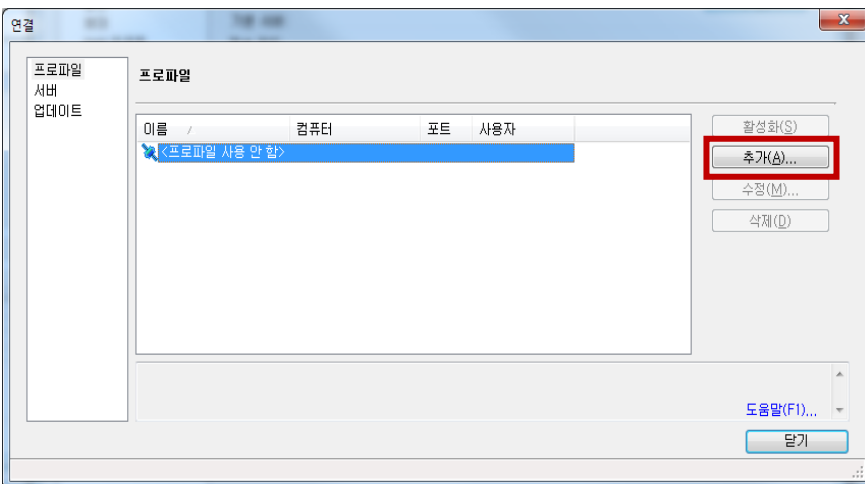 연결
프로파일
서버
업데이트
프로파일
이름 컴퓨터 포트 사용자
<프로파일 사용 안 함>
활성화(S)
추가(A)...
수정(M)...
삭제(D)
도움말(F1)...
닫기